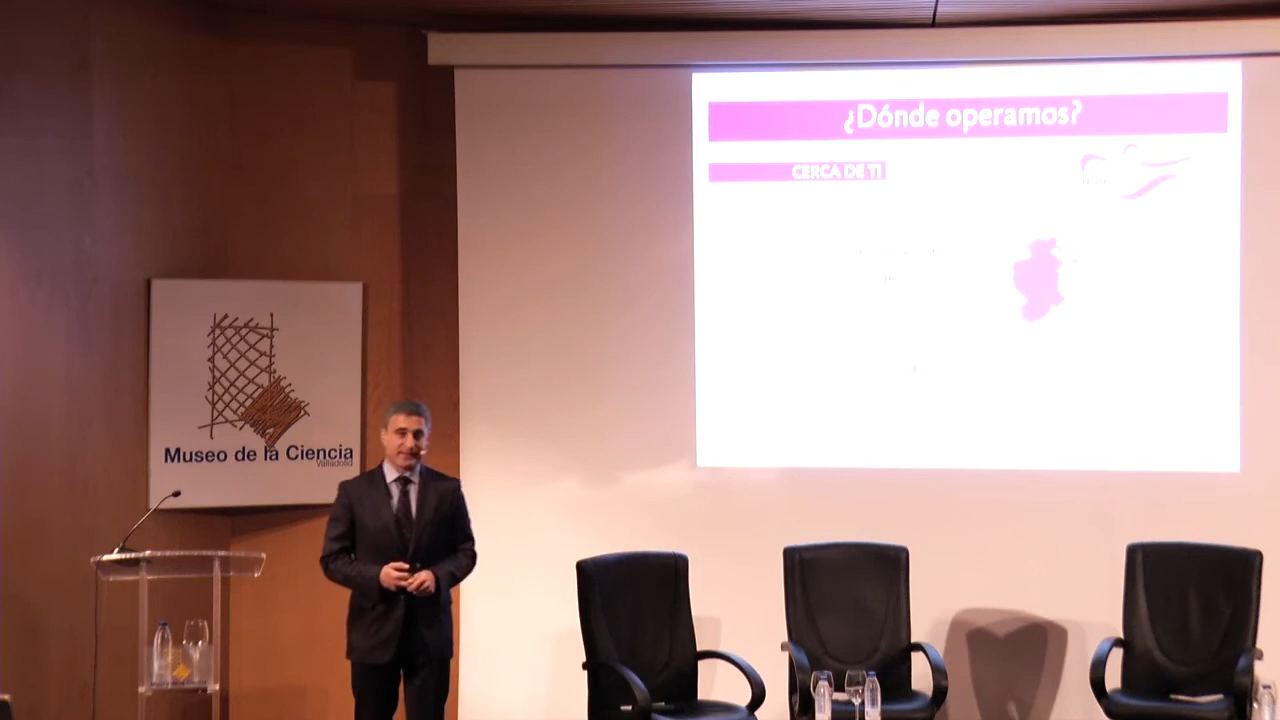 ¿Dónde operamos?
CERCA DE TI
Museo de la Ciencia
Valladolid